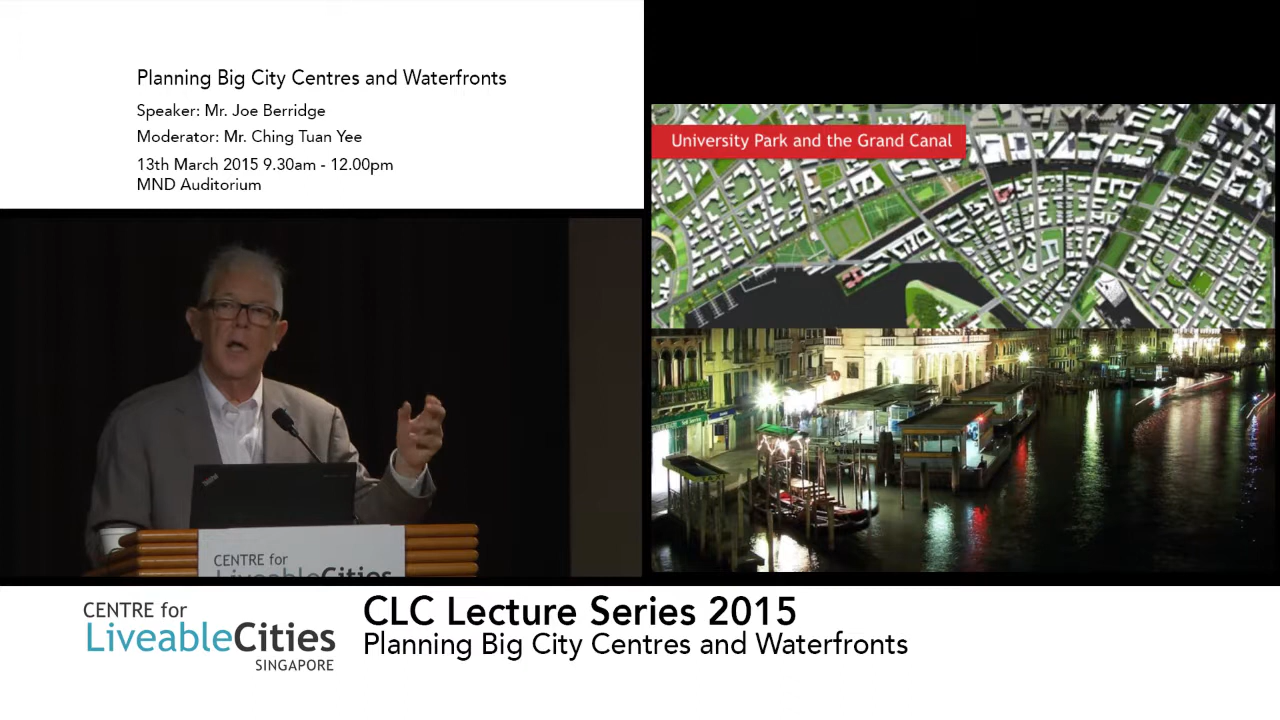 Planning Big City Centres and Waterfronts
Speaker: Mr. Joe Berridge
Moderator: Mr. Ching Tuan Yee
13th March 2015 9.30am - 12.00pm
MND Auditorium
University Park and the Grand Canal
CENTRE for
LiveableCities
CENTRE for
LiveableCities
SINGAPORE
CLC Lecture Series 2015
Planning Big City Centres and Waterfronts